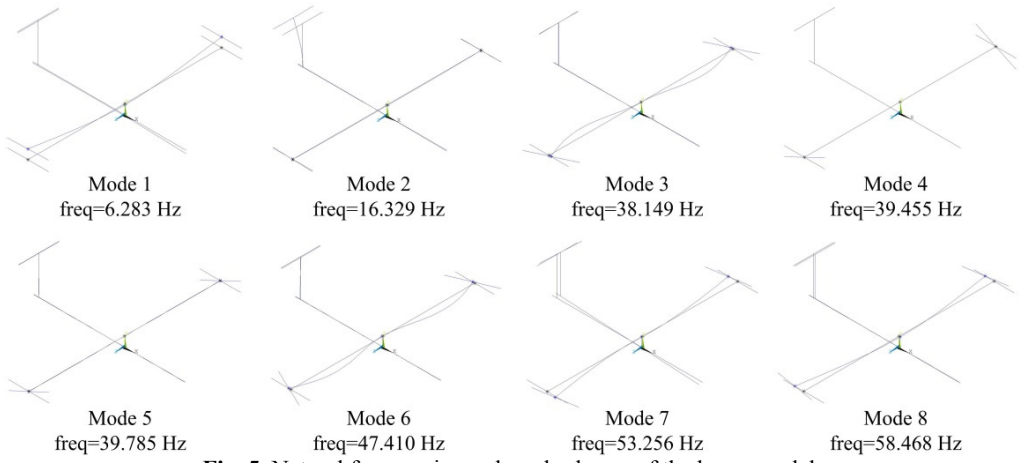 Mode 1
freq=6.283 Hz
Mode 2
freq=16.329 Hz
Mode 3
freq=38.149 Hz
Mode 4
freq=39.455 Hz
Mode 5
freq=39.785 Hz
Mode 6
freq=47.410 Hz
Mode 7
freq=53.256 Hz
Mode 8
freq=58.468 Hz